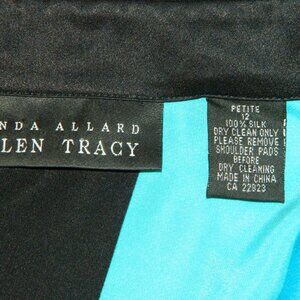 NDA ALLARD
LEN TRACY
PETITE
12
100% SILK
DRY CLEAN ONLY
PLEASE REMOVE
SHOULDER PADS
BEFORE
DRY CLEANING
MADE IN CHINA
CA 22923